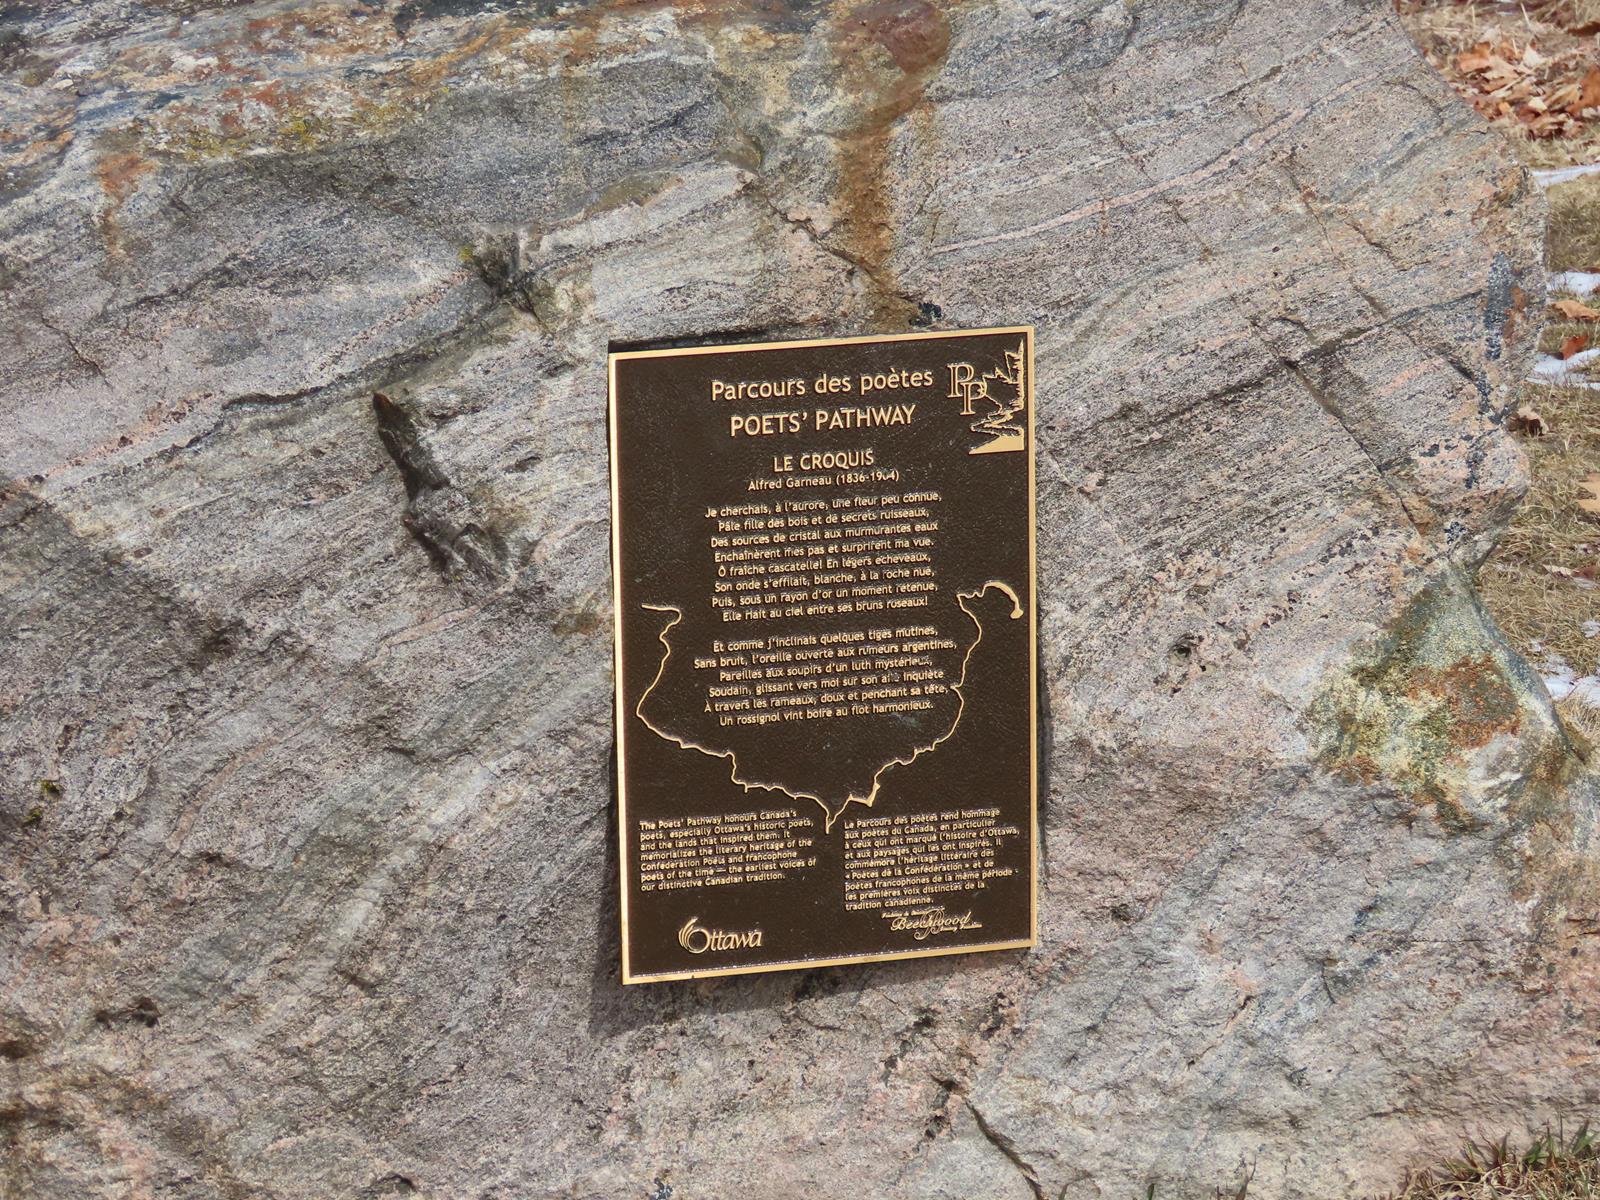 Parcours des poètes
POETS' PATHWAY
PP
LE CROQUIS
Alfred Garneau (1836-1904)
Je cherchais, à l'aurore, une fleur peu connue,
Pâle fille des bois et de secrets ruisseaux,
Des sources de cristal aux murmurantes eaux
Enchaînèrent mes pas et surprirent ma vue.
Ô fraîche cascatelle! En légers écheveaux,
Son onde s'effilait, blanche, à la roche nue,
Puis, sous un rayon d'or un moment retenue,
Elle riait au ciel entre ses bruns roseaux!
Et comme j'inclinais quelques tiges mutines,
Sans bruit, l'oreille ouverte aux rumeurs argentines,
Pareilles aux soupirs d'un luth mystérieux,
Soudain, glissant vers moi sur son aile inquiète
À travers les rameaux, doux et penchant sa tête,
Un rossignol vint boire au flot harmonieux.
The Poets' Pathway honours Canada's
poets, especially Ottawa's historic poets,
and the lands that inspired them. It
memorializes the literary heritage of the
Confederation Poets and francophone
poets of the time — the earliest voices of
our distinctive Canadian tradition.
Le Parcours des poètes rend hommage
aux poètes du Canada, en particulier
à ceux qui ont marqué l'histoire d'Ottawa,
et aux paysages qui les ont inspirés. Il
commémore l'héritage littéraire des
« Poètes de la Confédération » et de
poètes francophones de la même période -
les premières voix distinctes de la
tradition canadienne.
Ottawa
Beechwood